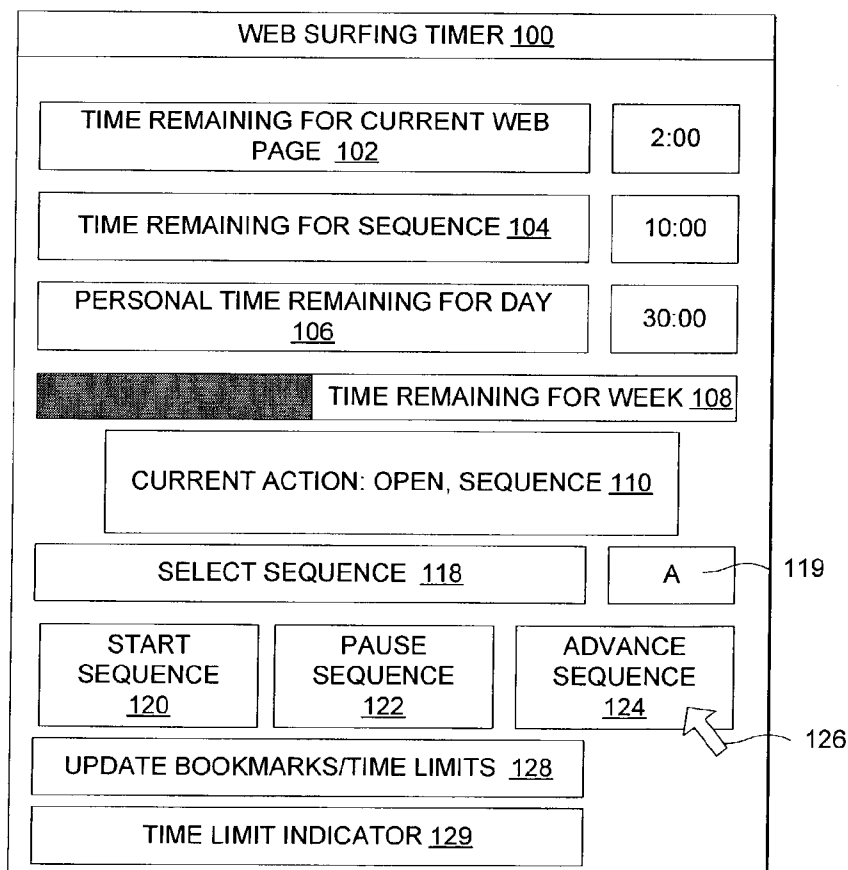 WEB SURFING TIMER 100
TIME REMAINING FOR CURRENT WEB
PAGE 102
2:00
TIME REMAINING FOR SEQUENCE 104
10:00
PERSONAL TIME REMAINING FOR DAY
106
30:00
TIME REMAINING FOR WEEK 108
CURRENT ACTION: OPEN, SEQUENCE 110
SELECT SEQUENCE 118
A
119
START
SEQUENCE
120
PAUSE
SEQUENCE
122
ADVANCE
SEQUENCE
124
126
UPDATE BOOKMARKS/TIME LIMITS 128
TIME LIMIT INDICATOR 129